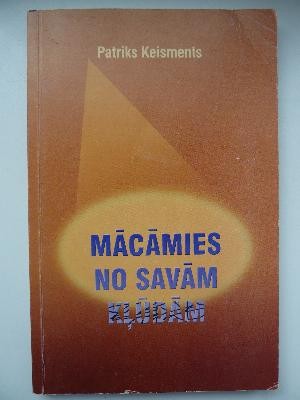 Patriks Keisments
MĀCĀMIES
NO SAVĀM
KĻŪDĀM